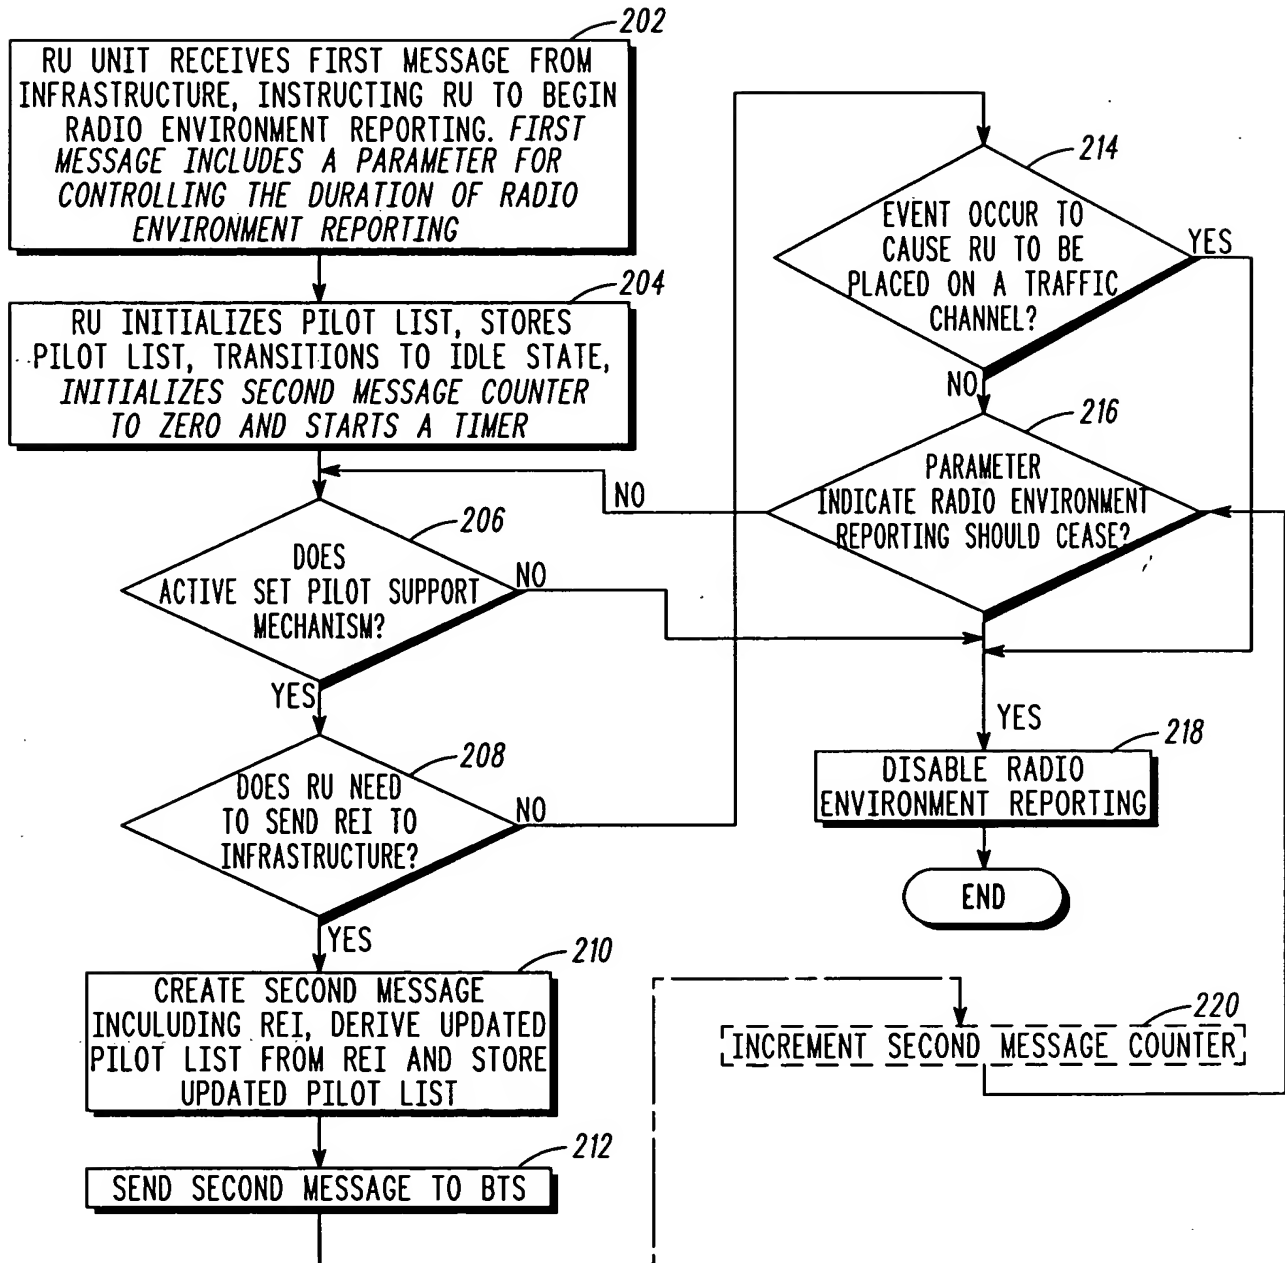 202
RU UNIT RECEIVES FIRST MESSAGE FROM
INFRASTRUCTURE, INSTRUCTING RU TO BEGIN
RADIO ENVIRONMENT REPORTING. FIRST
MESSAGE INCLUDES A PARAMETER FOR
CONTROLLING THE DURATION OF RADIO
ENVIRONMENT REPORTING
204
RU INITIALIZES PILOT LIST, STORES
PILOT LIST, TRANSITIONS TO IDLE STATE,
INITIALIZES SECOND MESSAGE COUNTER
TO ZERO AND STARTS A TIMER
206
DOES
ACTIVE SET PILOT SUPPORT
MECHANISM?
NO
YES
208
DOES RU NEED
TO SEND REI TO
INFRASTRUCTURE?
NO
YES
210
CREATE SECOND MESSAGE
INCULUDING REI, DERIVE UPDATED
PILOT LIST FROM REI AND STORE
UPDATED PILOT LIST
212
SEND SECOND MESSAGE TO BTS
214
EVENT OCCUR TO
CAUSE RU TO BE
PLACED ON A TRAFFIC
CHANNEL?
YES
NO
216
PARAMETER
INDICATE RADIO ENVIRONMENT
REPORTING SHOULD CEASE?
NO
YES
218
DISABLE RADIO
ENVIRONMENT REPORTING
END
220
INCREMENT SECOND MESSAGE COUNTER